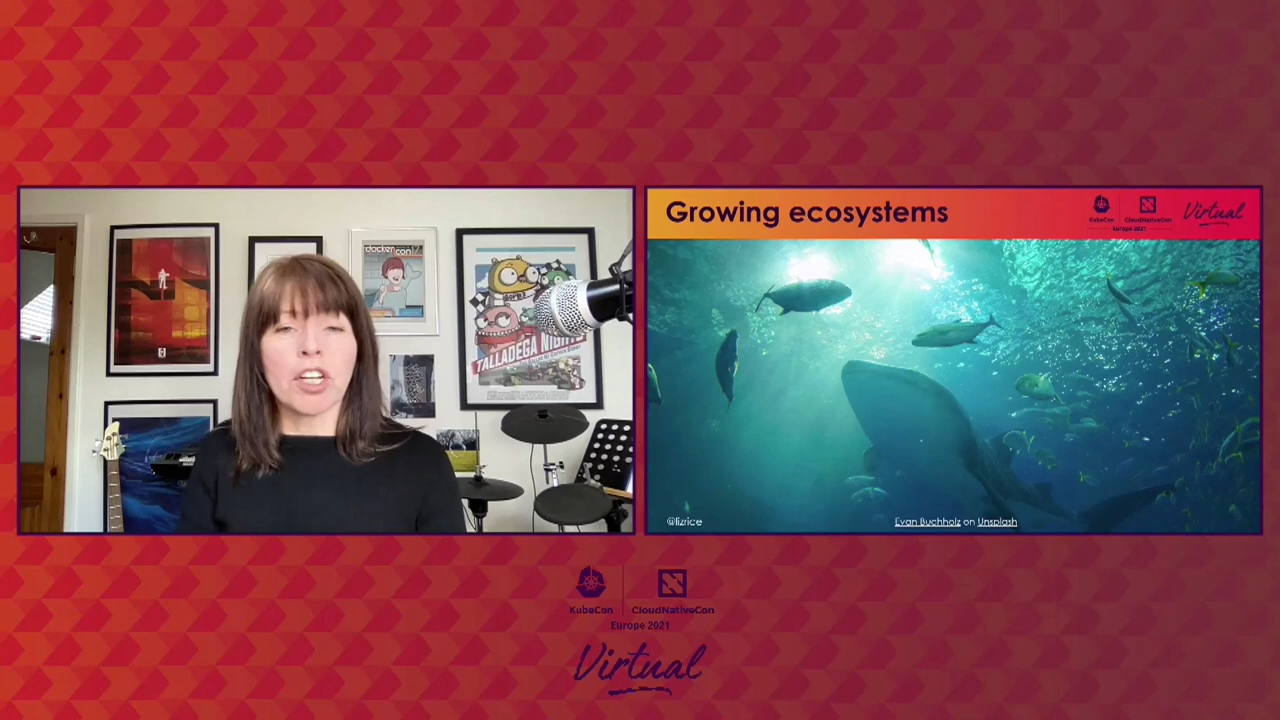 dockercon17
TALLADEGA NIGHTS
Growing ecosystems
KubeCon
CloudNativeCon
Europe 2021
Virtual
@lizrice
Evan Buchholz on Unsplash
KubeCon
CloudNativeCon
Europe 2021
Virtual